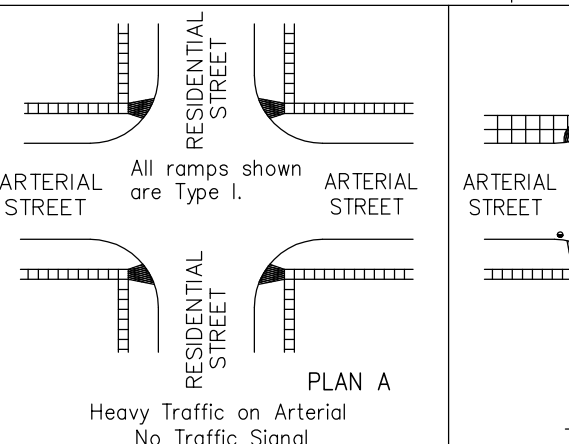 RESIDENTIAL
STREET
All ramps shown
are Type I.
ARTERIAL
STREET
ARTERIAL
STREET
ARTERIAL
STREET
RESIDENTIAL
STREET
PLAN A
Heavy Traffic on Arterial
No Traffic Signal